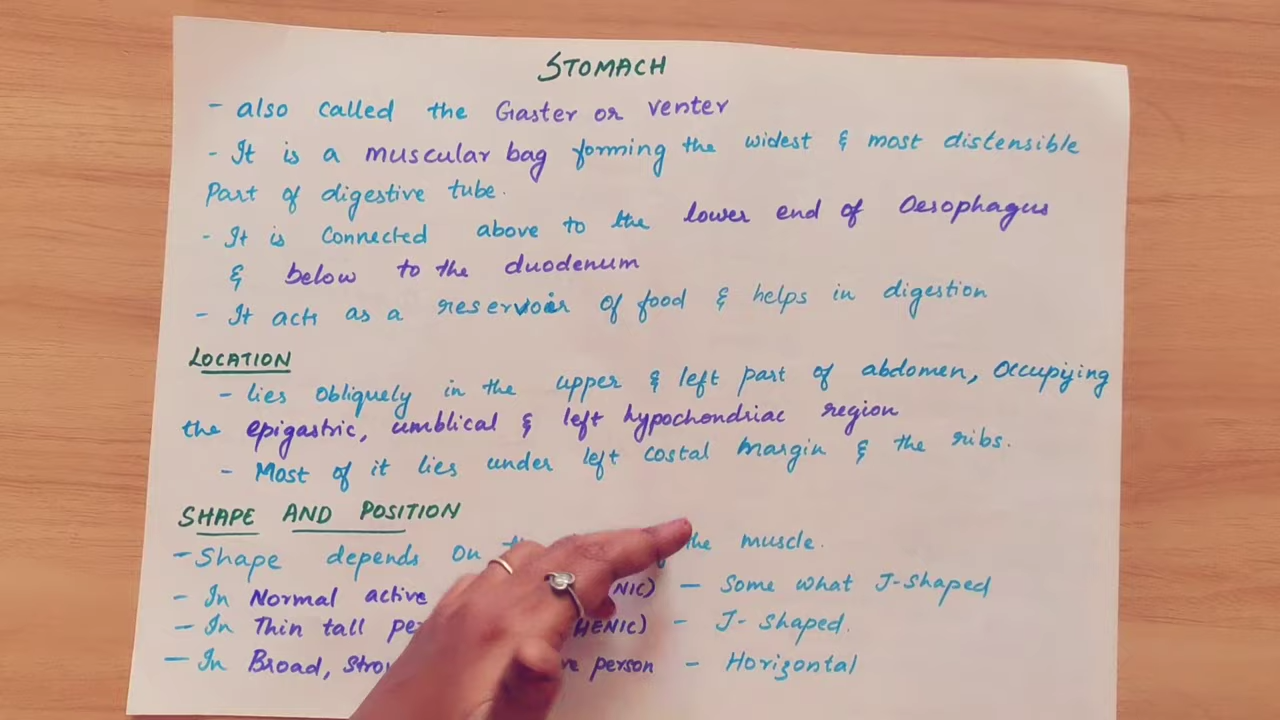 STOMACH
- also called the Gaster or venter
- It is a muscular bag forming the widest & most distensible
Part of digestive tube.
- It is Connected above to the lower end of Oesophagus
& below to the duodenum
- It acts as a reservoir of food & helps in digestion
LOCATION
- lies Obliquely in the upper & left part of abdomen, Occupying
the epigastric, umblical & left hypochondriac region
- Most of it lies under left costal margin & the ribs.
SHAPE AND POSITION
- Shape depends On the muscle.
- In Normal active NIC) - Some what J-shaped
- In Thin tall HENIC) - J-Shaped.
- In Broad, person - Horizontal